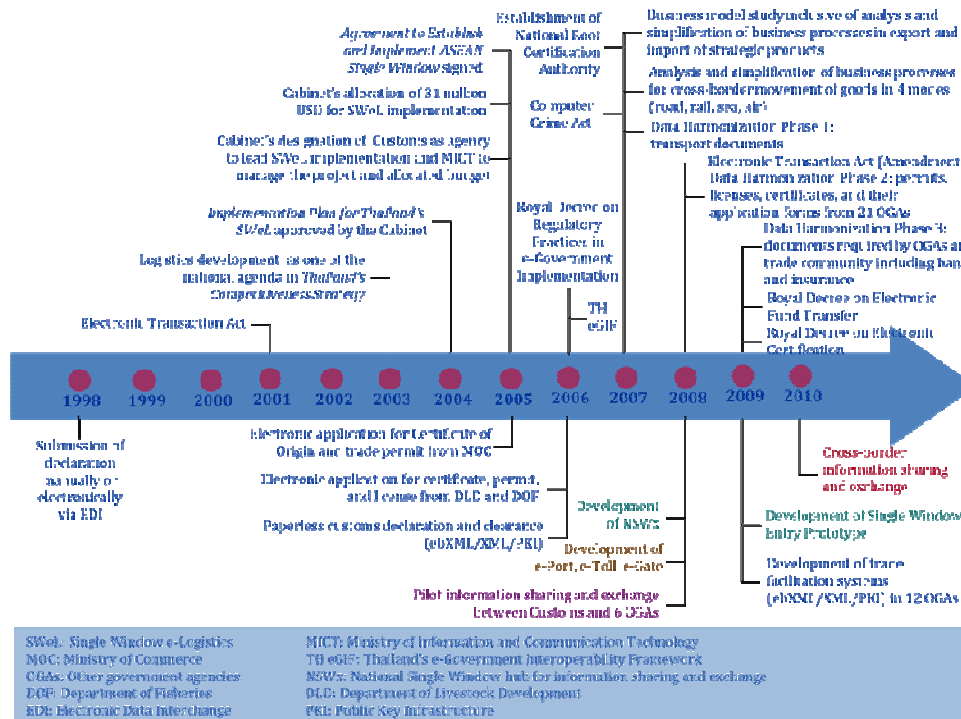 Agreement to Establish
and Implement ASEAN
Single Window signed
Cabinet's allocation of 31 million
USD for SWeL implementation
Cabinet's designation of Customs as agency
to lead SWeL implementation and MICT to
manage the project and allocated budget
Implementation Plan for Thailand's
SWeL approved by the Cabinet
Logistics development as one of the
national agenda in Thailand's
Competitiveness Strategy
Electronic Transaction Act
Establishment of
National Root
Certification
Authority
Computer
Crime Act
Royal Decree on
Regulatory
Practices in
e-Government
Implementation
TH
eGIF
Business model study inclusive of analysis and
simplification of business processes in export and
import of strategic products
Analysis and simplification of business processes
for cross-border movement of goods in 4 modes
(road, rail, sea, air)
Data Harmonization Phase 1:
transport documents
Electronic Transaction Act (Amendment
Data Harmonization Phase 2: permits,
licenses, certificates, and their
application forms from 21 OGAs
Data Harmonization Phase 3:
documents required by OGAs an
trade community including ban
and insurance
Royal Decree on Electronic
Fund Transfer
Royal Decree on Electronic
Certification
1998 1999 2000 2001 2002 2003 2004 2005 2006 2007 2008 2009 2010
Submission of
declaration
manually or
electronically
via EDI
Electronic application for Certificate of
Origin and trade permit from MOC
Electronic application for certificate, permit,
and license from DLD and DOF
Paperless customs declaration and clearance
(ebXML/XML/PKI)
Development
of NSWx
Development of
e-Port, e-Toll, e-Gate
Pilot information sharing and exchange
between Customs and 6 OGAs
Cross-border
information sharing
and exchange
Development of Single Window
Entry Prototype
Development of trade
facilitation systems
(ebXML/XML/PKI) in 12 OGAs
SWeL: Single Window e-Logistics
MOC: Ministry of Commerce
OGAs: Other government agencies
DOF: Department of Fisheries
EDI: Electronic Data Interchange
MICT: Ministry of Information and Communication Technology
TH eGIF: Thailand's e-Government Interoperability Framework
NSWx: National Single Window hub for information sharing and exchange
DLD: Department of Livestock Development
PKI: Public Key Infrastructure